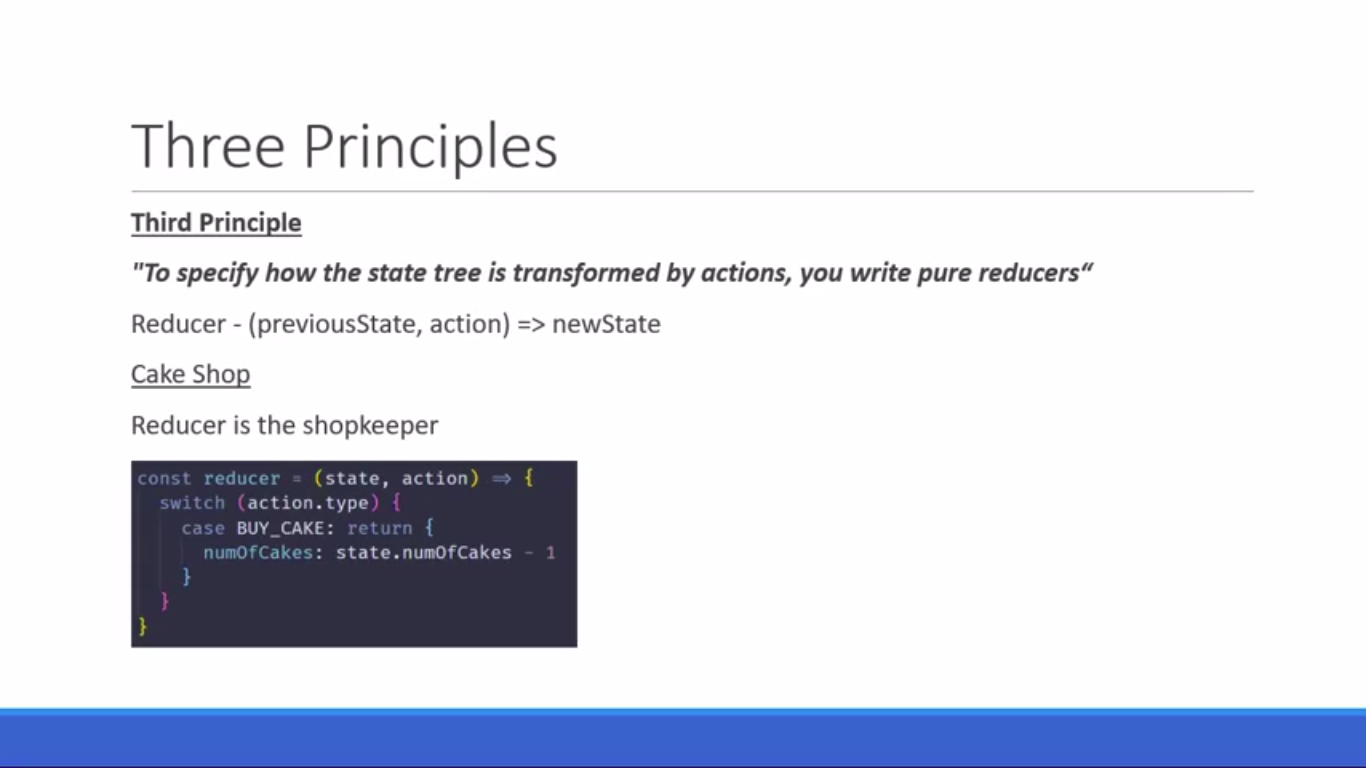 Three Principles
Third Principle
"To specify how the state tree is transformed by actions, you write pure reducers“
Reducer - (previousState, action) => newState
Cake Shop
Reducer is the shopkeeper
const reducer = (state, action) => {
  switch (action.type) {
    case BUY_CAKE: return {
      numOfCakes: state.numOfCakes - 1
    }
  }
}